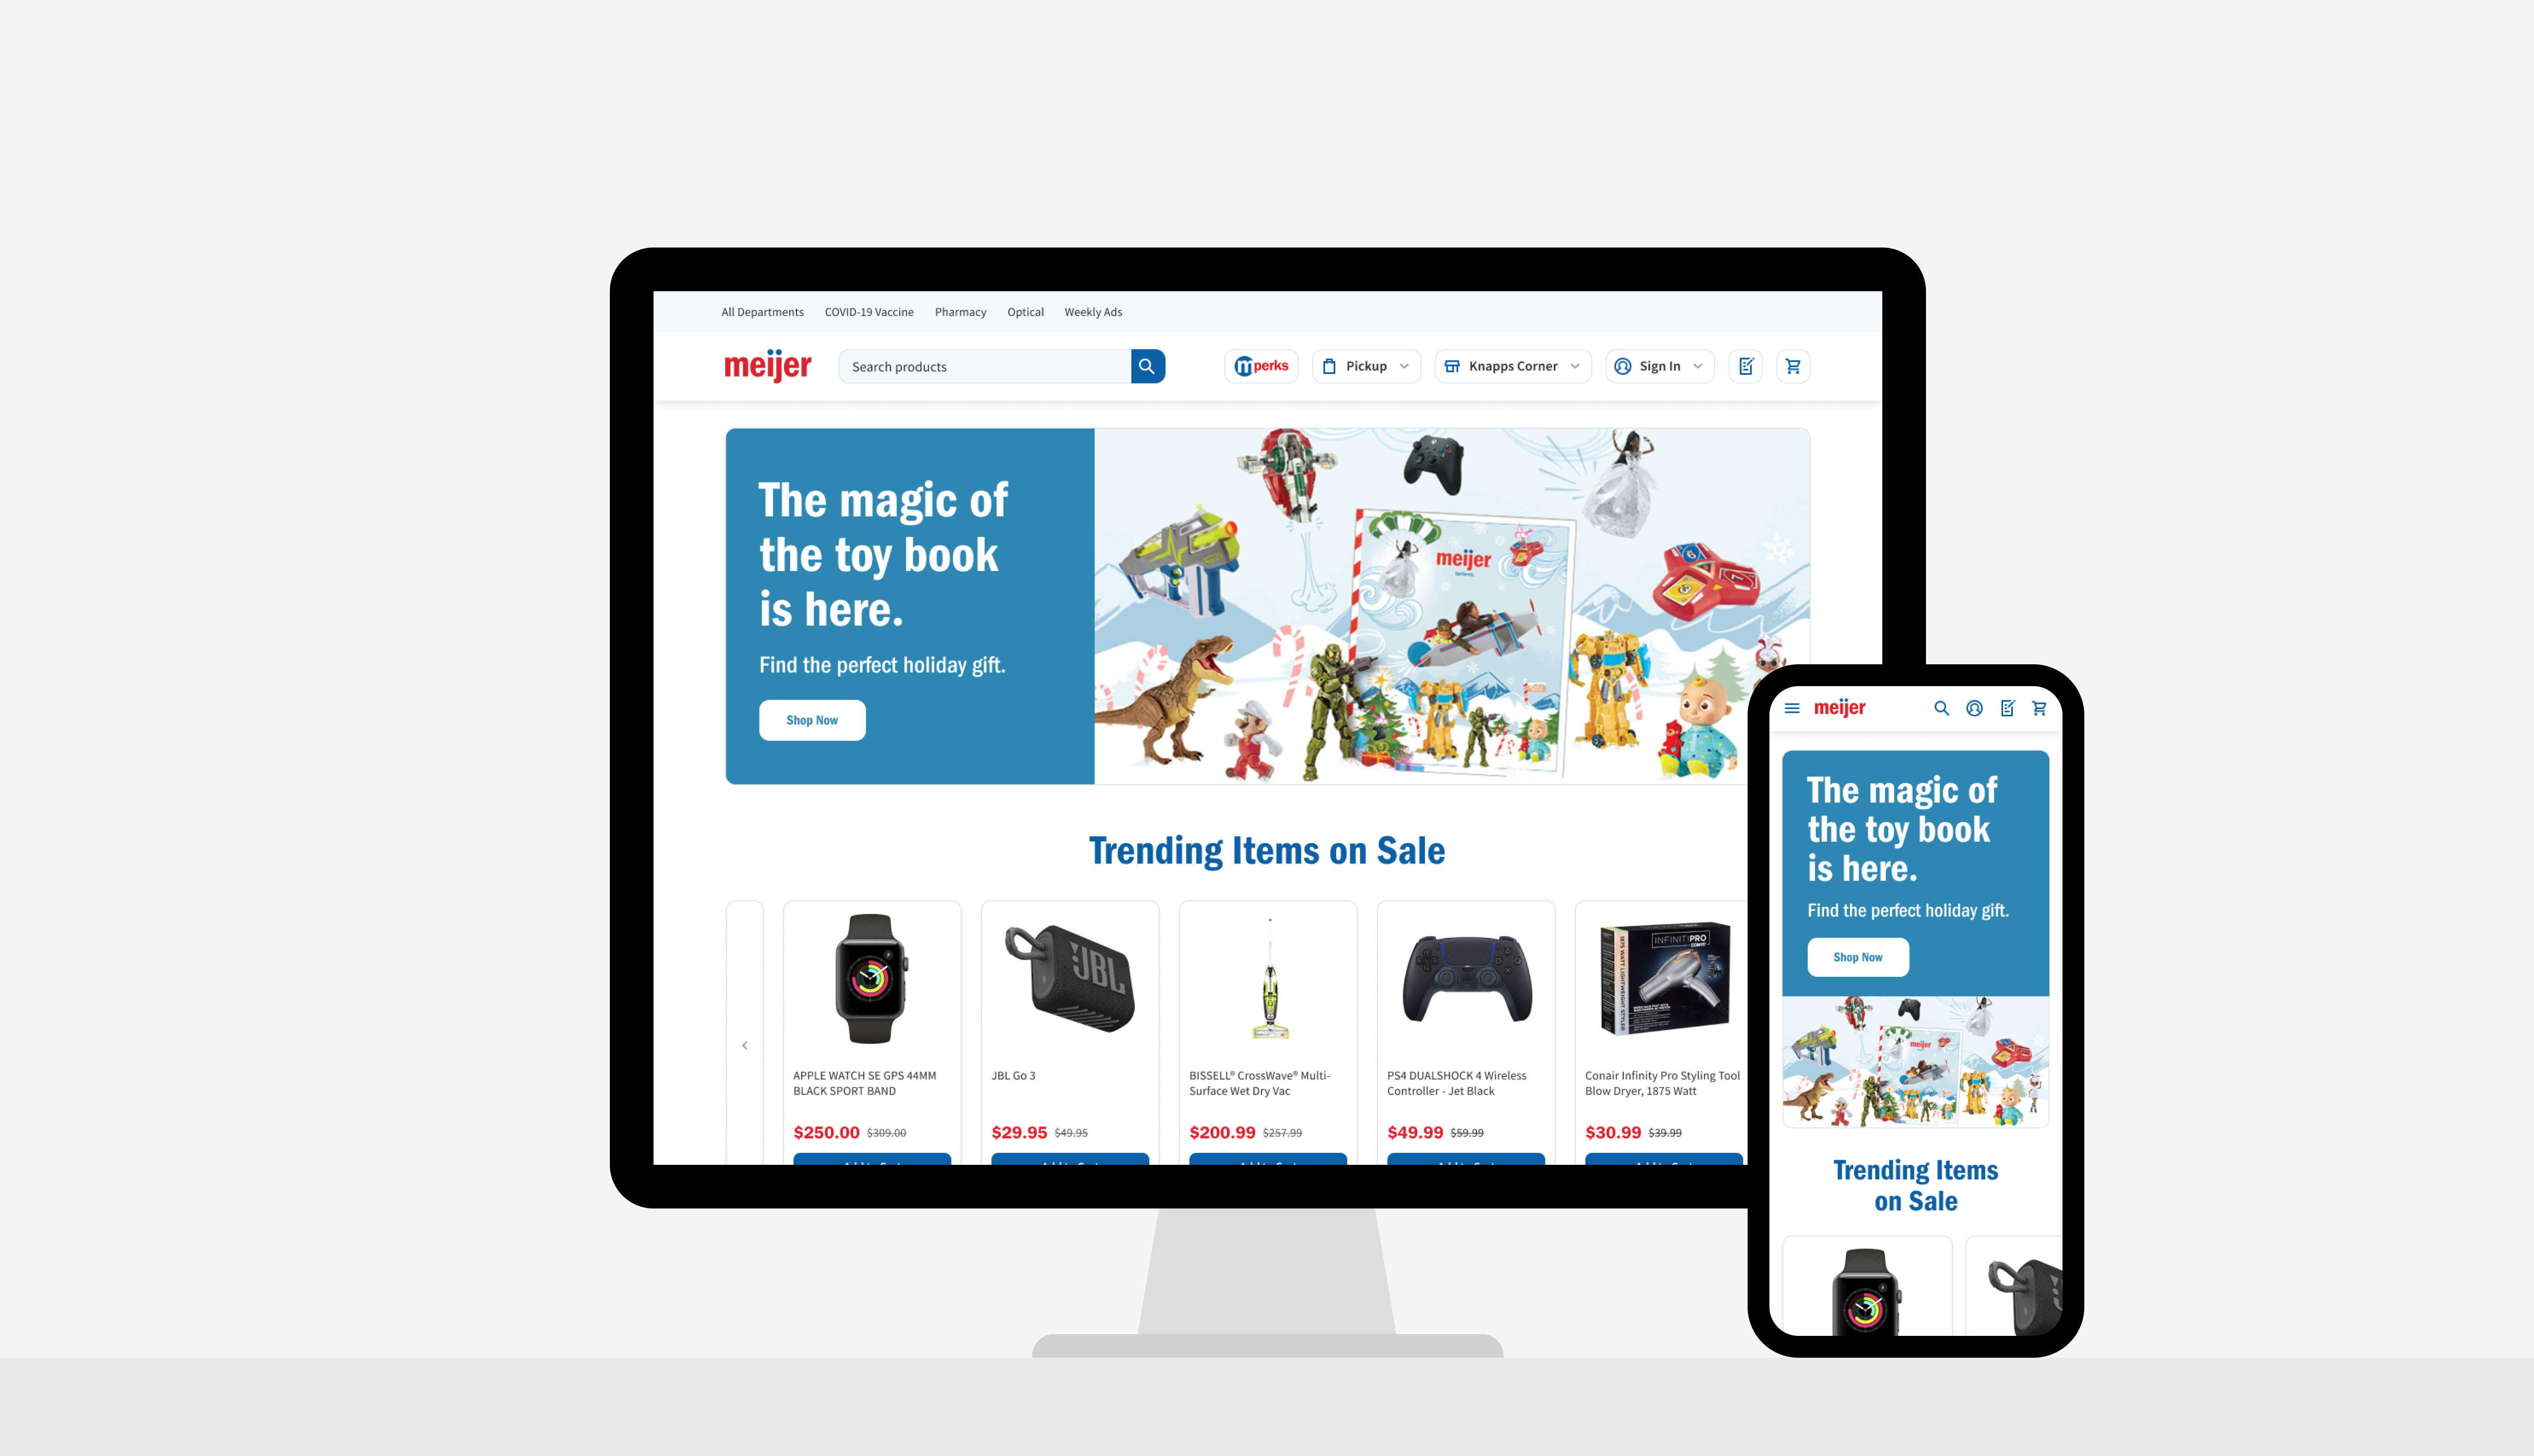 All Departments COVID-19 Vaccine Pharmacy Optical Weekly Ads
meijer
Search products
mperks
Pickup
Knapps Corner
Sign In
The magic of
the toy book
is here.
Find the perfect holiday gift.
Shop Now
meijer
Trending Items on Sale
JBL
INFINITIPRO
CONAIR
APPLE WATCH SE GPS 44MM
BLACK SPORT BAND
$250.00 $309.00
JBL Go 3
$29.95 $49.95
BISSELL® CrossWave® Multi-
Surface Wet Dry Vac
$200.99 $257.99
PS4 DUALSHOCK 4 Wireless
Controller - Jet Black
$49.99 $59.99
Conair Infinity Pro Styling Tool
Blow Dryer, 1875 Watt
$30.99 $39.99
meijer
The magic of
the toy book
is here.
Find the perfect holiday gift.
Shop Now
meijer
Trending Items
on Sale